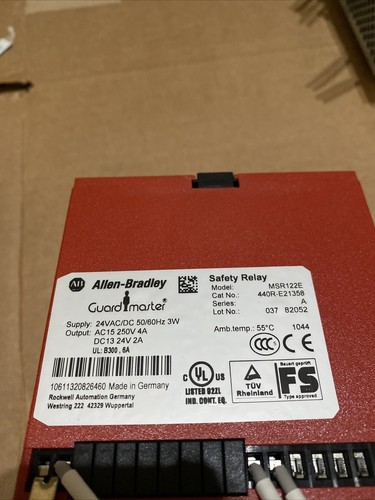 AB Allen-Bradley
Guardmaster®
Safety Relay
Model: MSR122E
Cat No.: 440R-E21358
Series: A
Lot No.: 037 82052
Supply: 24VAC/DC 50/60Hz 3W
Output: AC15 250V 4A
DC13 24V 2A
UL: B300 , 6A
Amb.temp.: 55°C 1044
10611320826460 Made in Germany
Rockwell Automation Germany
Westring 222 42329 Wuppertal
C UL US
LISTED 02ZL
IND. CONT. EQ.
TÜV
Rheinland
CCC
CE
Bauart geprüft
FS
Type approved